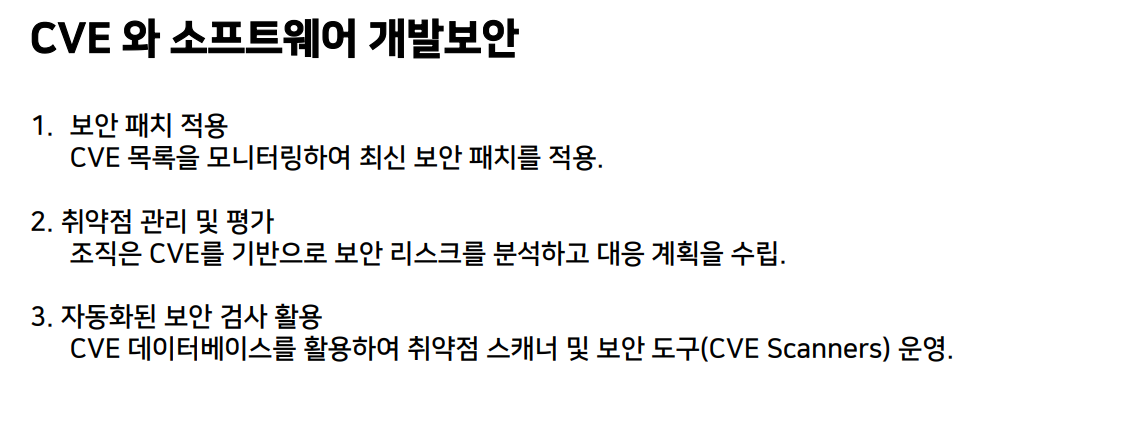 CVE 와 소프트웨어 개발보안
1. 보안 패치 적용
CVE 목록을 모니터링하여 최신 보안 패치를 적용.
2. 취약점 관리 및 평가
조직은 CVE를 기반으로 보안 리스크를 분석하고 대응 계획을 수립.
3. 자동화된 보안 검사 활용
CVE 데이터베이스를 활용하여 취약점 스캐너 및 보안 도구(CVE Scanners) 운영.